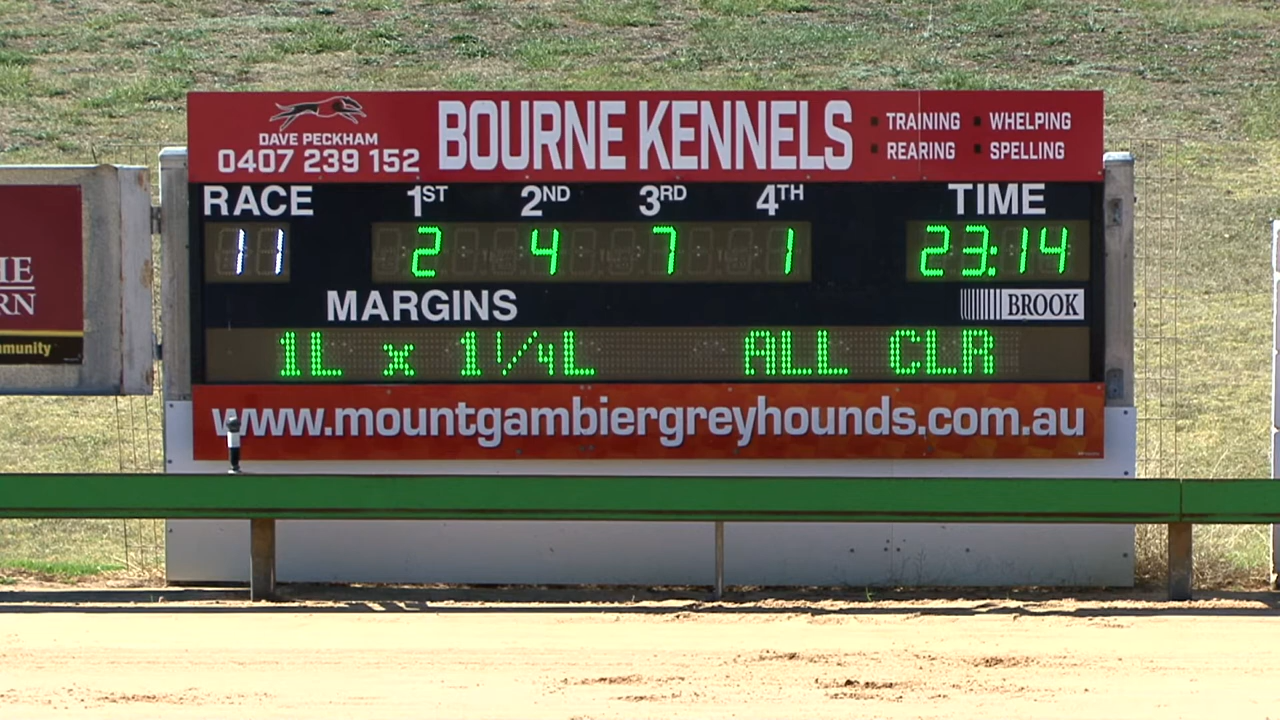 DAVE PECKHAM
0407 239 152
BOURNE KENNELS
TRAINING WHELPING
REARING SPELLING
RACE 1ST 2ND 3RD 4TH TIME
11 2 4 7 1 23:14
MARGINS BROOK
1L x 1¼L ALL CLR
www.mountgambiergreyhounds.com.au